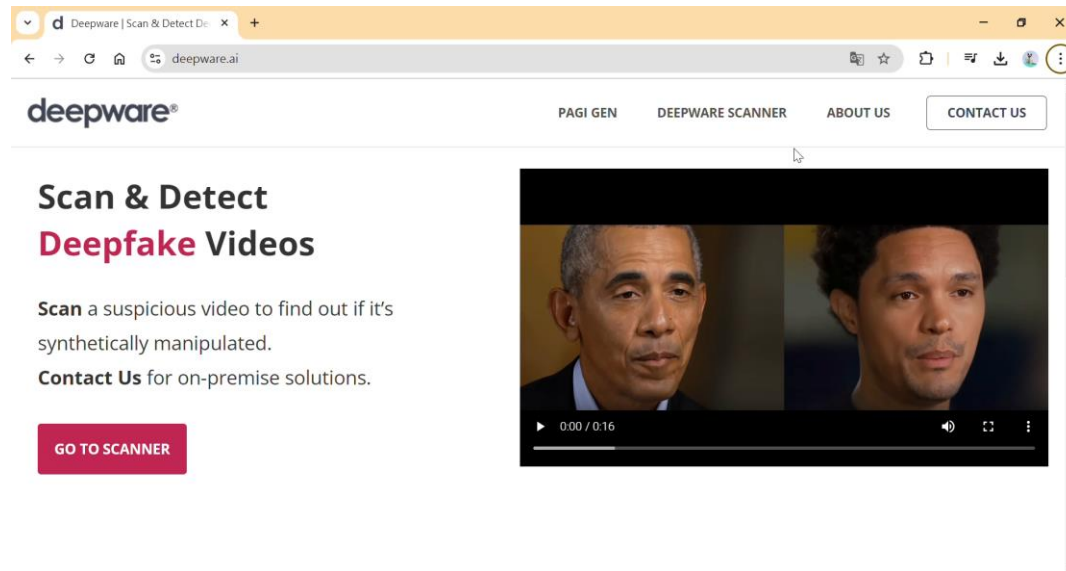 d Deepware | Scan & Detect De
deepware.ai
deepware®
PAGI GEN
DEEPWARE SCANNER
ABOUT US
CONTACT US
Scan & Detect
Deepfake Videos
Scan a suspicious video to find out if it's
synthetically manipulated.
Contact Us for on-premise solutions.
GO TO SCANNER
0:00 / 0:16